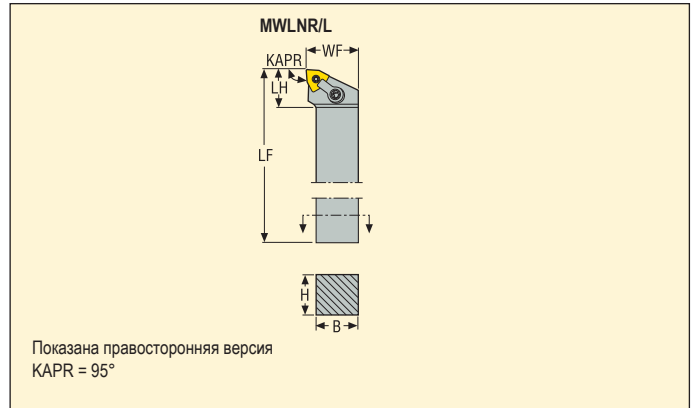 MWLNR/L
WF
KAPR
LH
LF
H
B
Показана правосторонняя версия
KAPR = 95°